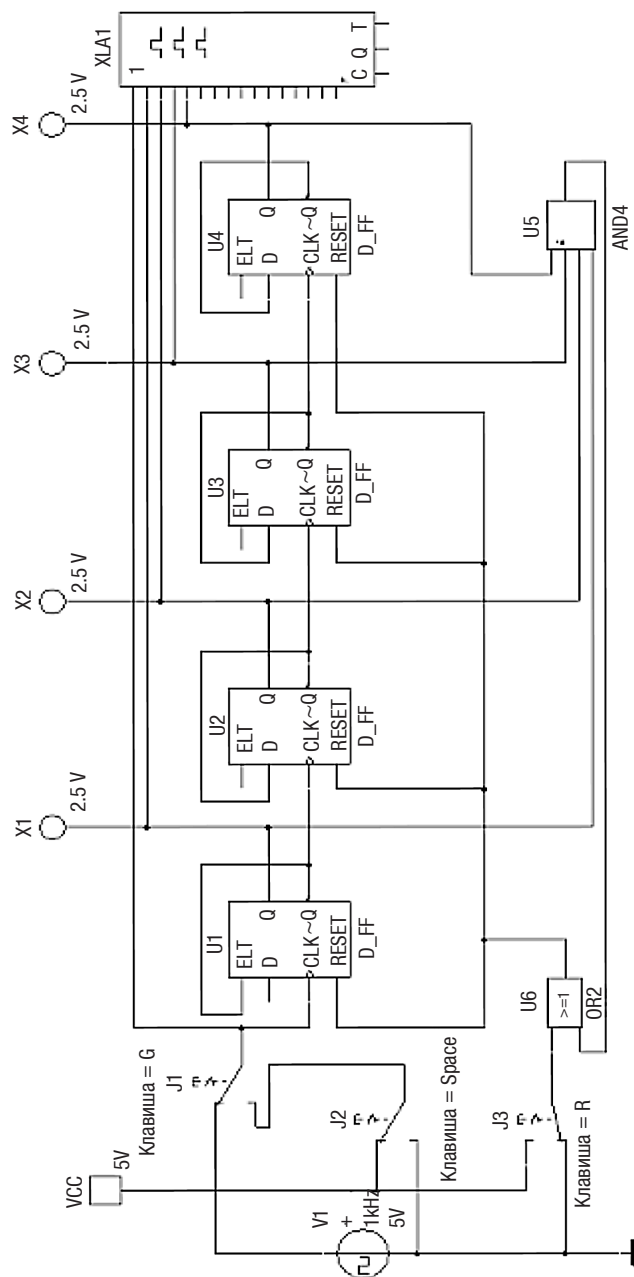 VCC
5V
V1
+
1kHz
5V
J1
Клавиша = G
J2
Клавиша = Space
J3
Клавиша = R
U6
>=1
OR2
X1
2.5 V
X2
2.5 V
X3
2.5 V
X4
2.5 V
XLA1
1
C Q T
U1
ELT
D Q
CLK ~Q
RESET
D_FF
U2
ELT
D Q
CLK ~Q
RESET
D_FF
U3
ELT
D Q
CLK ~Q
RESET
D_FF
U4
ELT
D Q
CLK ~Q
RESET
D_FF
U5
AND4